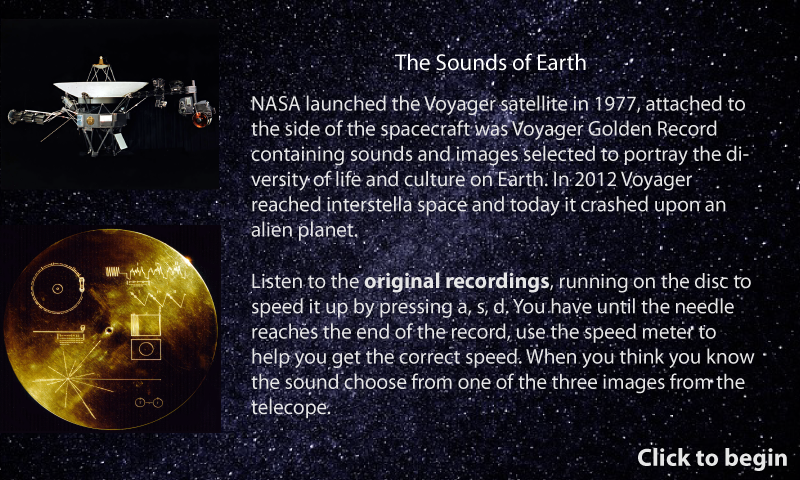 The Sounds of Earth
NASA launched the Voyager satellite in 1977, attached to
the side of the spacecraft was Voyager Golden Record
containing sounds and images selected to portray the di-
versity of life and culture on Earth. In 2012 Voyager
reached interstella space and today it crashed upon an
alien planet.
Listen to the original recordings, running on the disc to
speed it up by pressing a, s, d. You have until the needle
reaches the end of the record, use the speed meter to
help you get the correct speed. When you think you know
the sound choose from one of the three images from the
telecope.
Click to begin